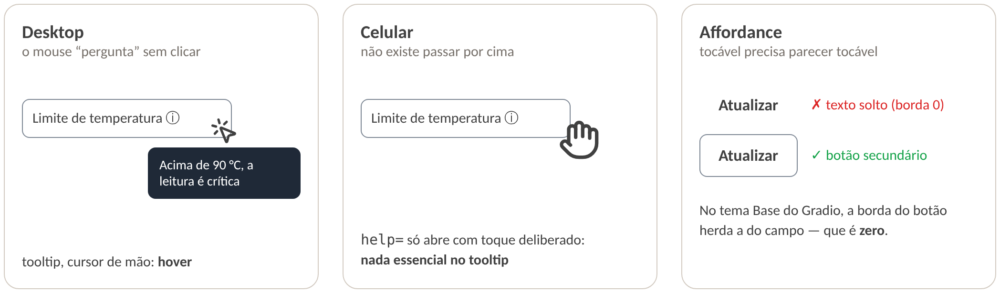 Desktop
o mouse “pergunta” sem clicar
Limite de temperatura ⓘ
Acima de 90 °C, a
leitura é crítica
tooltip, cursor de mão: hover
Celular
não existe passar por cima
Limite de temperatura ⓘ
help= só abre com toque deliberado:
nada essencial no tooltip
Affordance
tocável precisa parecer tocável
Atualizar ✗ texto solto (borda 0)
Atualizar ✓ botão secundário
No tema Base do Gradio, a borda do botão
herda a do campo — que é zero.